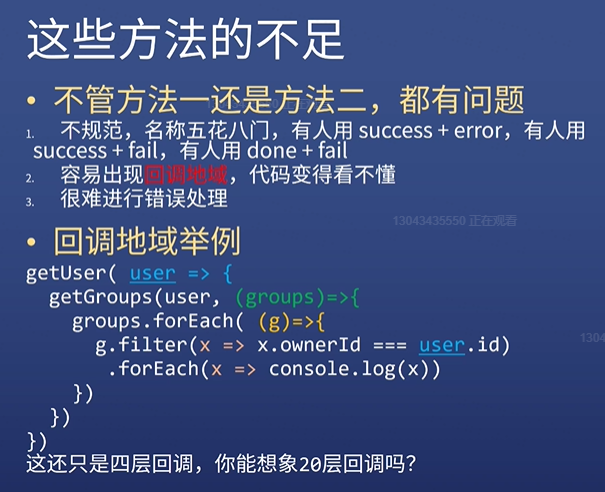 这些方法的不足
• 不管方法一还是方法二，都有问题
1. 不规范，名称五花八门，有人用 success + error，有人用
success + fail，有人用 done + fail
2. 容易出现回调地域，代码变得看不懂
3. 很难进行错误处理
13043435550 正在观看
• 回调地域举例
getUser( user => {
getGroups(user, (groups)=>{
groups.forEach( (g)=>{
g.filter(x => x.ownerId === user.id)
1304
.forEach(x => console.log(x))
})
})
})
这还只是四层回调，你能想象20层回调吗？